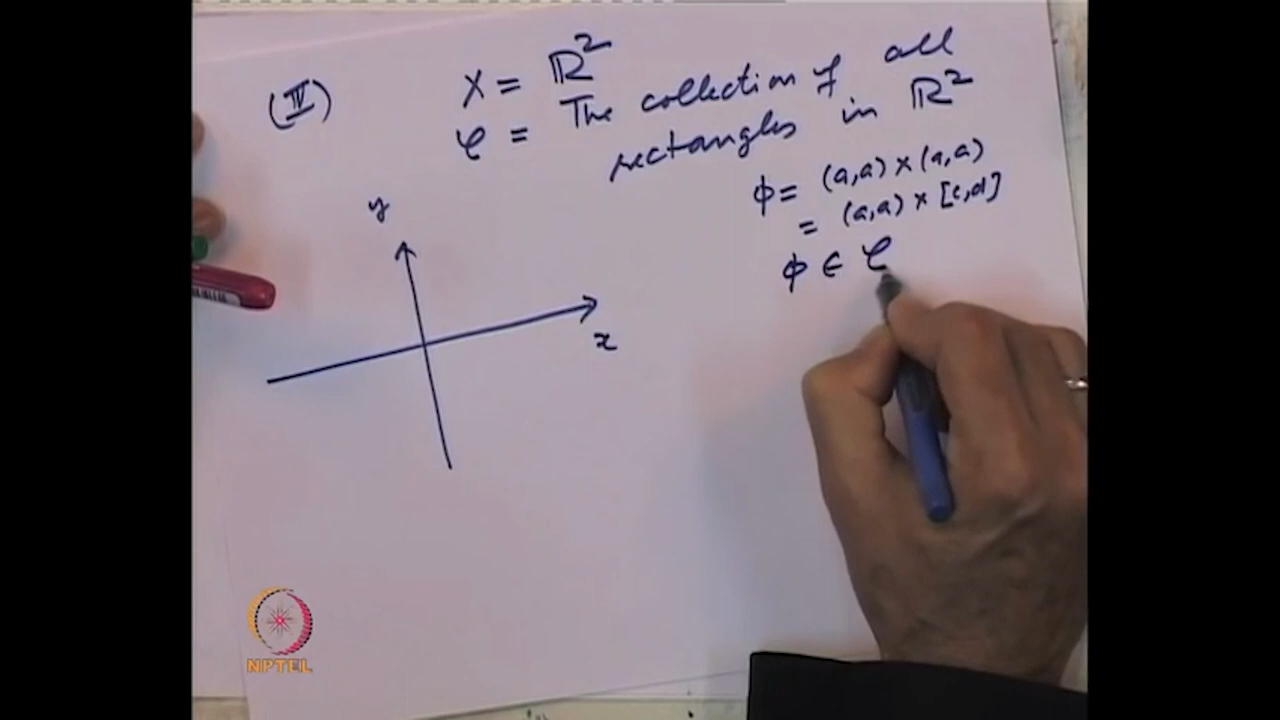 (IV)
X = ℝ²
𝒞 = The collection of all
rectangles in ℝ²
ϕ = (a,a) × (a,a)
= (a,a) × [c,d]
ϕ ∈ 𝒞
y
x
NPTEL